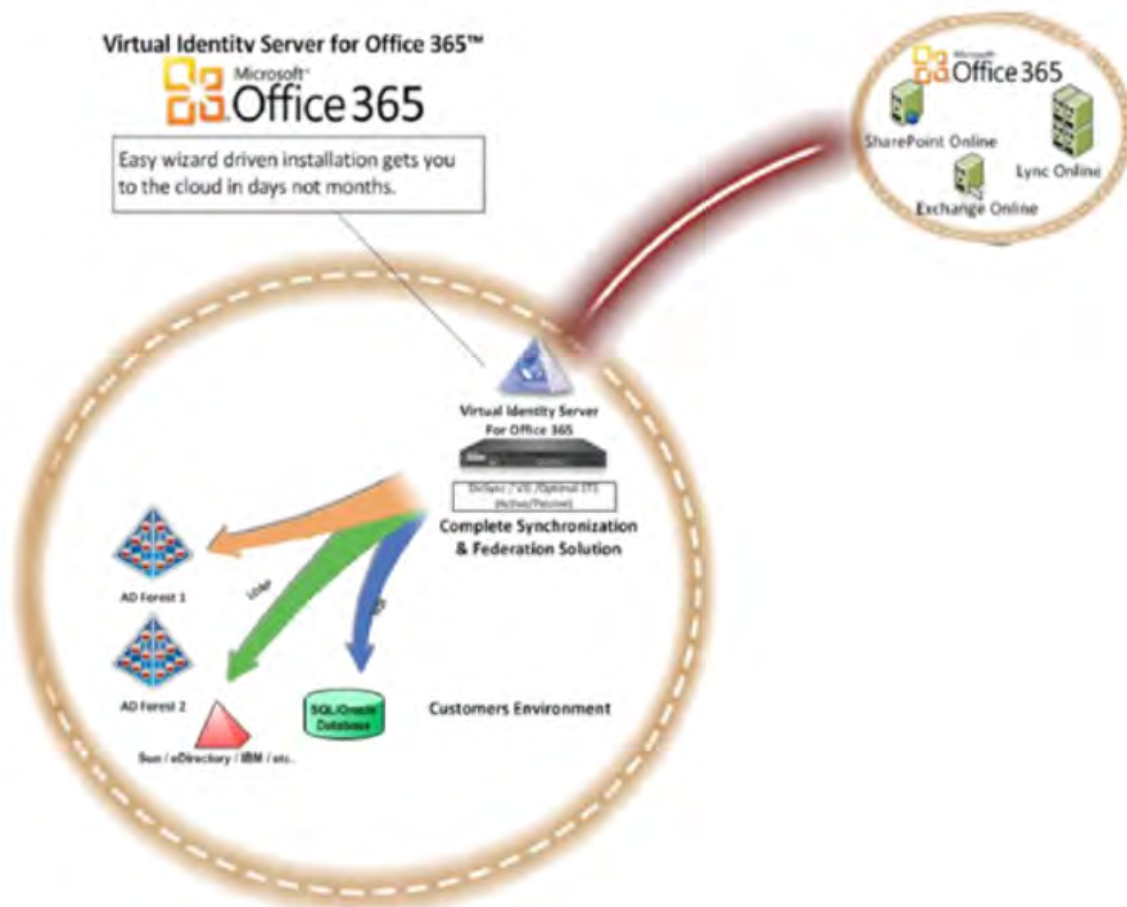 Virtual Identity Server for Office 365™
Microsoft
Office 365
Easy wizard driven installation gets you
to the cloud in days not months.
Microsoft
Office 365
SharePoint Online
Lync Online
Exchange Online
Virtual Identity Server
For Office 365
(Active/Passive)
Complete Synchronization
& Federation Solution
LDAP
AD Forest 1
AD Forest 2
SQL/Oracle
Database
Customers Environment
Sun / eDirectory / IBM / etc.